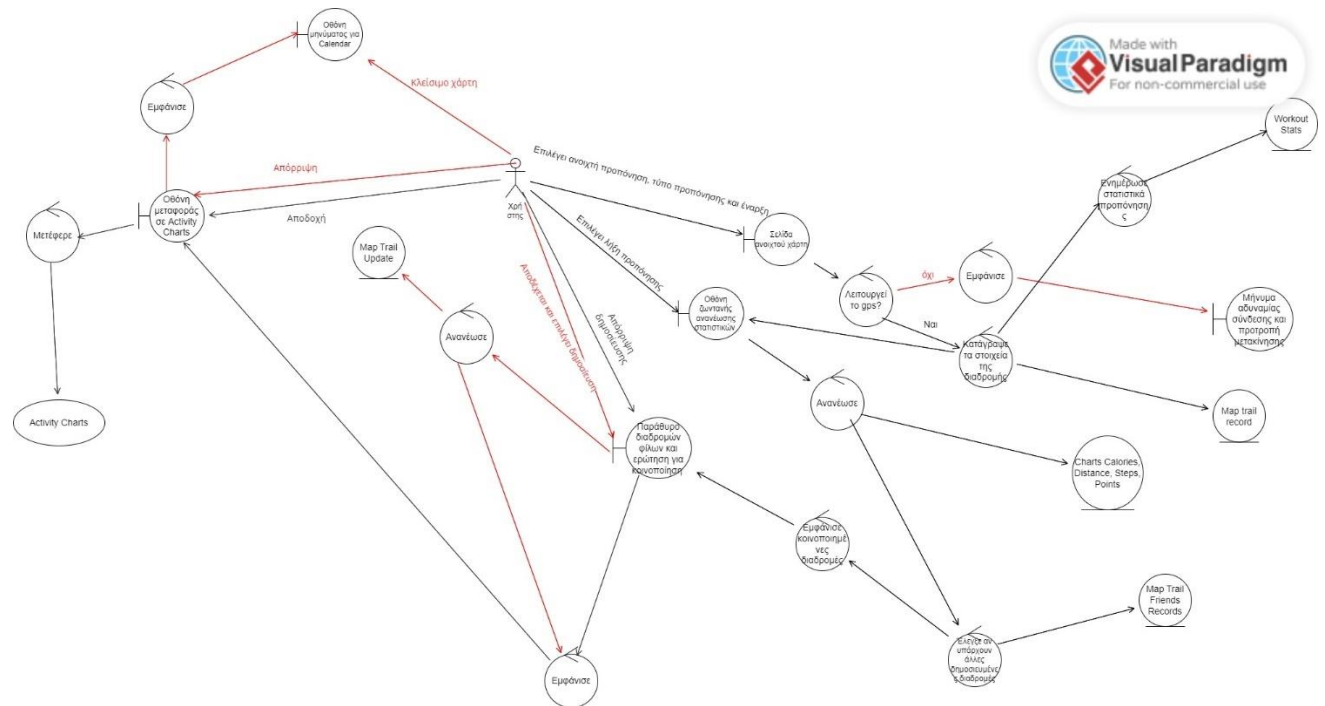 Οθόνη
μηνύματος για
Calendar
Made with
Visual Paradigm
For non-commercial use
Κλείσιμο χάρτη
Εμφάνισε
Workout
Stats
Επιλέγει ανοιχτή προπόνηση, τύπο προπόνησης και έναρξη
Απόρριψη
Ενημέρωσε
στατιστικά
προπόνηση
ς
Οθόνη
μεταφοράς
σε Activity
Charts
Αποδοχή
Χρή
στης
Μετέφερε
Επιλέγει λήξη προπόνησης
Σελίδα
ανοιχτού χάρτη
Map Trail
Update
όχι
Εμφάνισε
Λειτουργεί
το gps?
Ναι
Οθόνη
ζωντανής
ανανέωσης
στατιστικών
Μήνυμα
αδυναμίας
σύνδεσης και
προτροπή
μετακίνησης
Αποδέχεται και επιλέγει δημοσίευση
Απόρριψη
δημοσίευσης
Ανανέωσε
Κατάγραψε
τα στοιχεία
της
διαδρομής
Ανανέωσε
Map trail
record
Activity Charts
Παράθυρο
διαδρομών
φίλων και
ερώτηση για
κοινοποίηση
Charts Calories,
Distance, Steps,
Points
Εμφάνισε
κοινοποιημέ
νες
διαδρομές
Map Trail
Friends
Records
Έλεγξε αν
υπάρχουν
άλλες
δημοσιευμένε
ς διαδρομές
Εμφάνισε